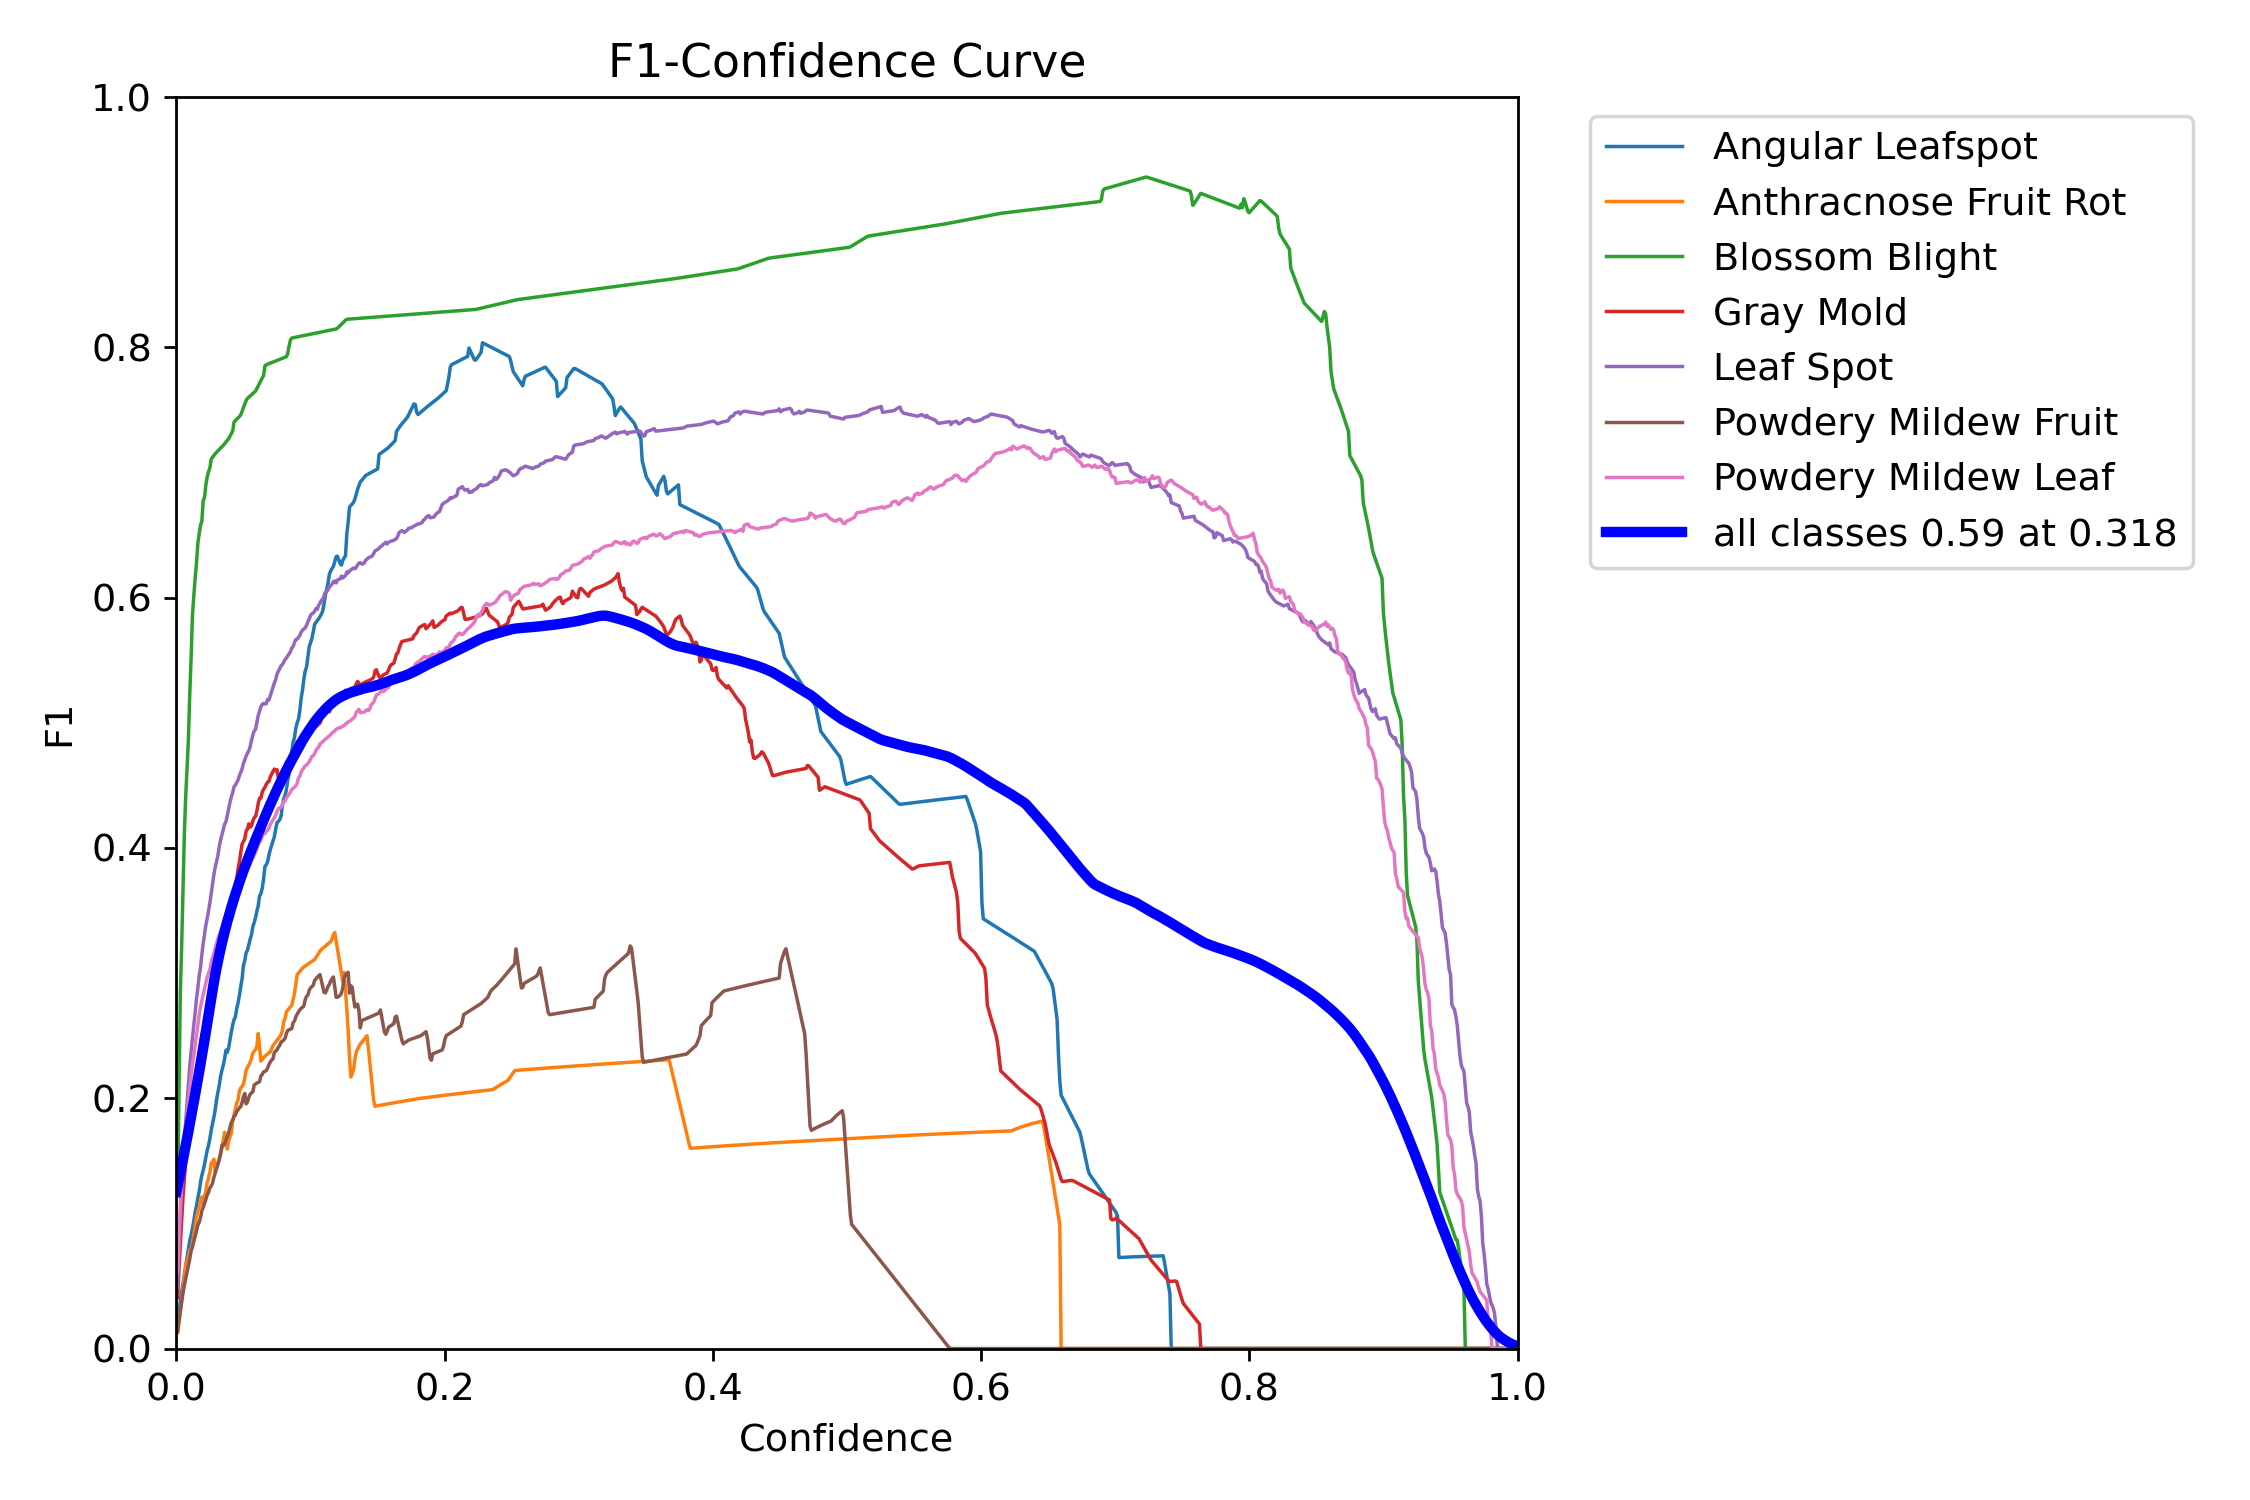 F1-Confidence Curve
1.0
0.8
0.6
0.4
0.2
0.0
F1
0.0 0.2 0.4 0.6 0.8 1.0
Confidence
Angular Leafspot
Anthracnose Fruit Rot
Blossom Blight
Gray Mold
Leaf Spot
Powdery Mildew Fruit
Powdery Mildew Leaf
all classes 0.59 at 0.318